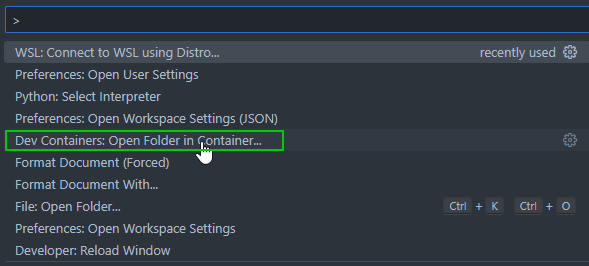 >
WSL: Connect to WSL using Distro... recently used
Preferences: Open User Settings
Python: Select Interpreter
Preferences: Open Workspace Settings (JSON)
Dev Containers: Open Folder in Container...
Format Document (Forced)
Format Document With...
File: Open Folder... Ctrl + K Ctrl + O
Preferences: Open Workspace Settings
Developer: Reload Window